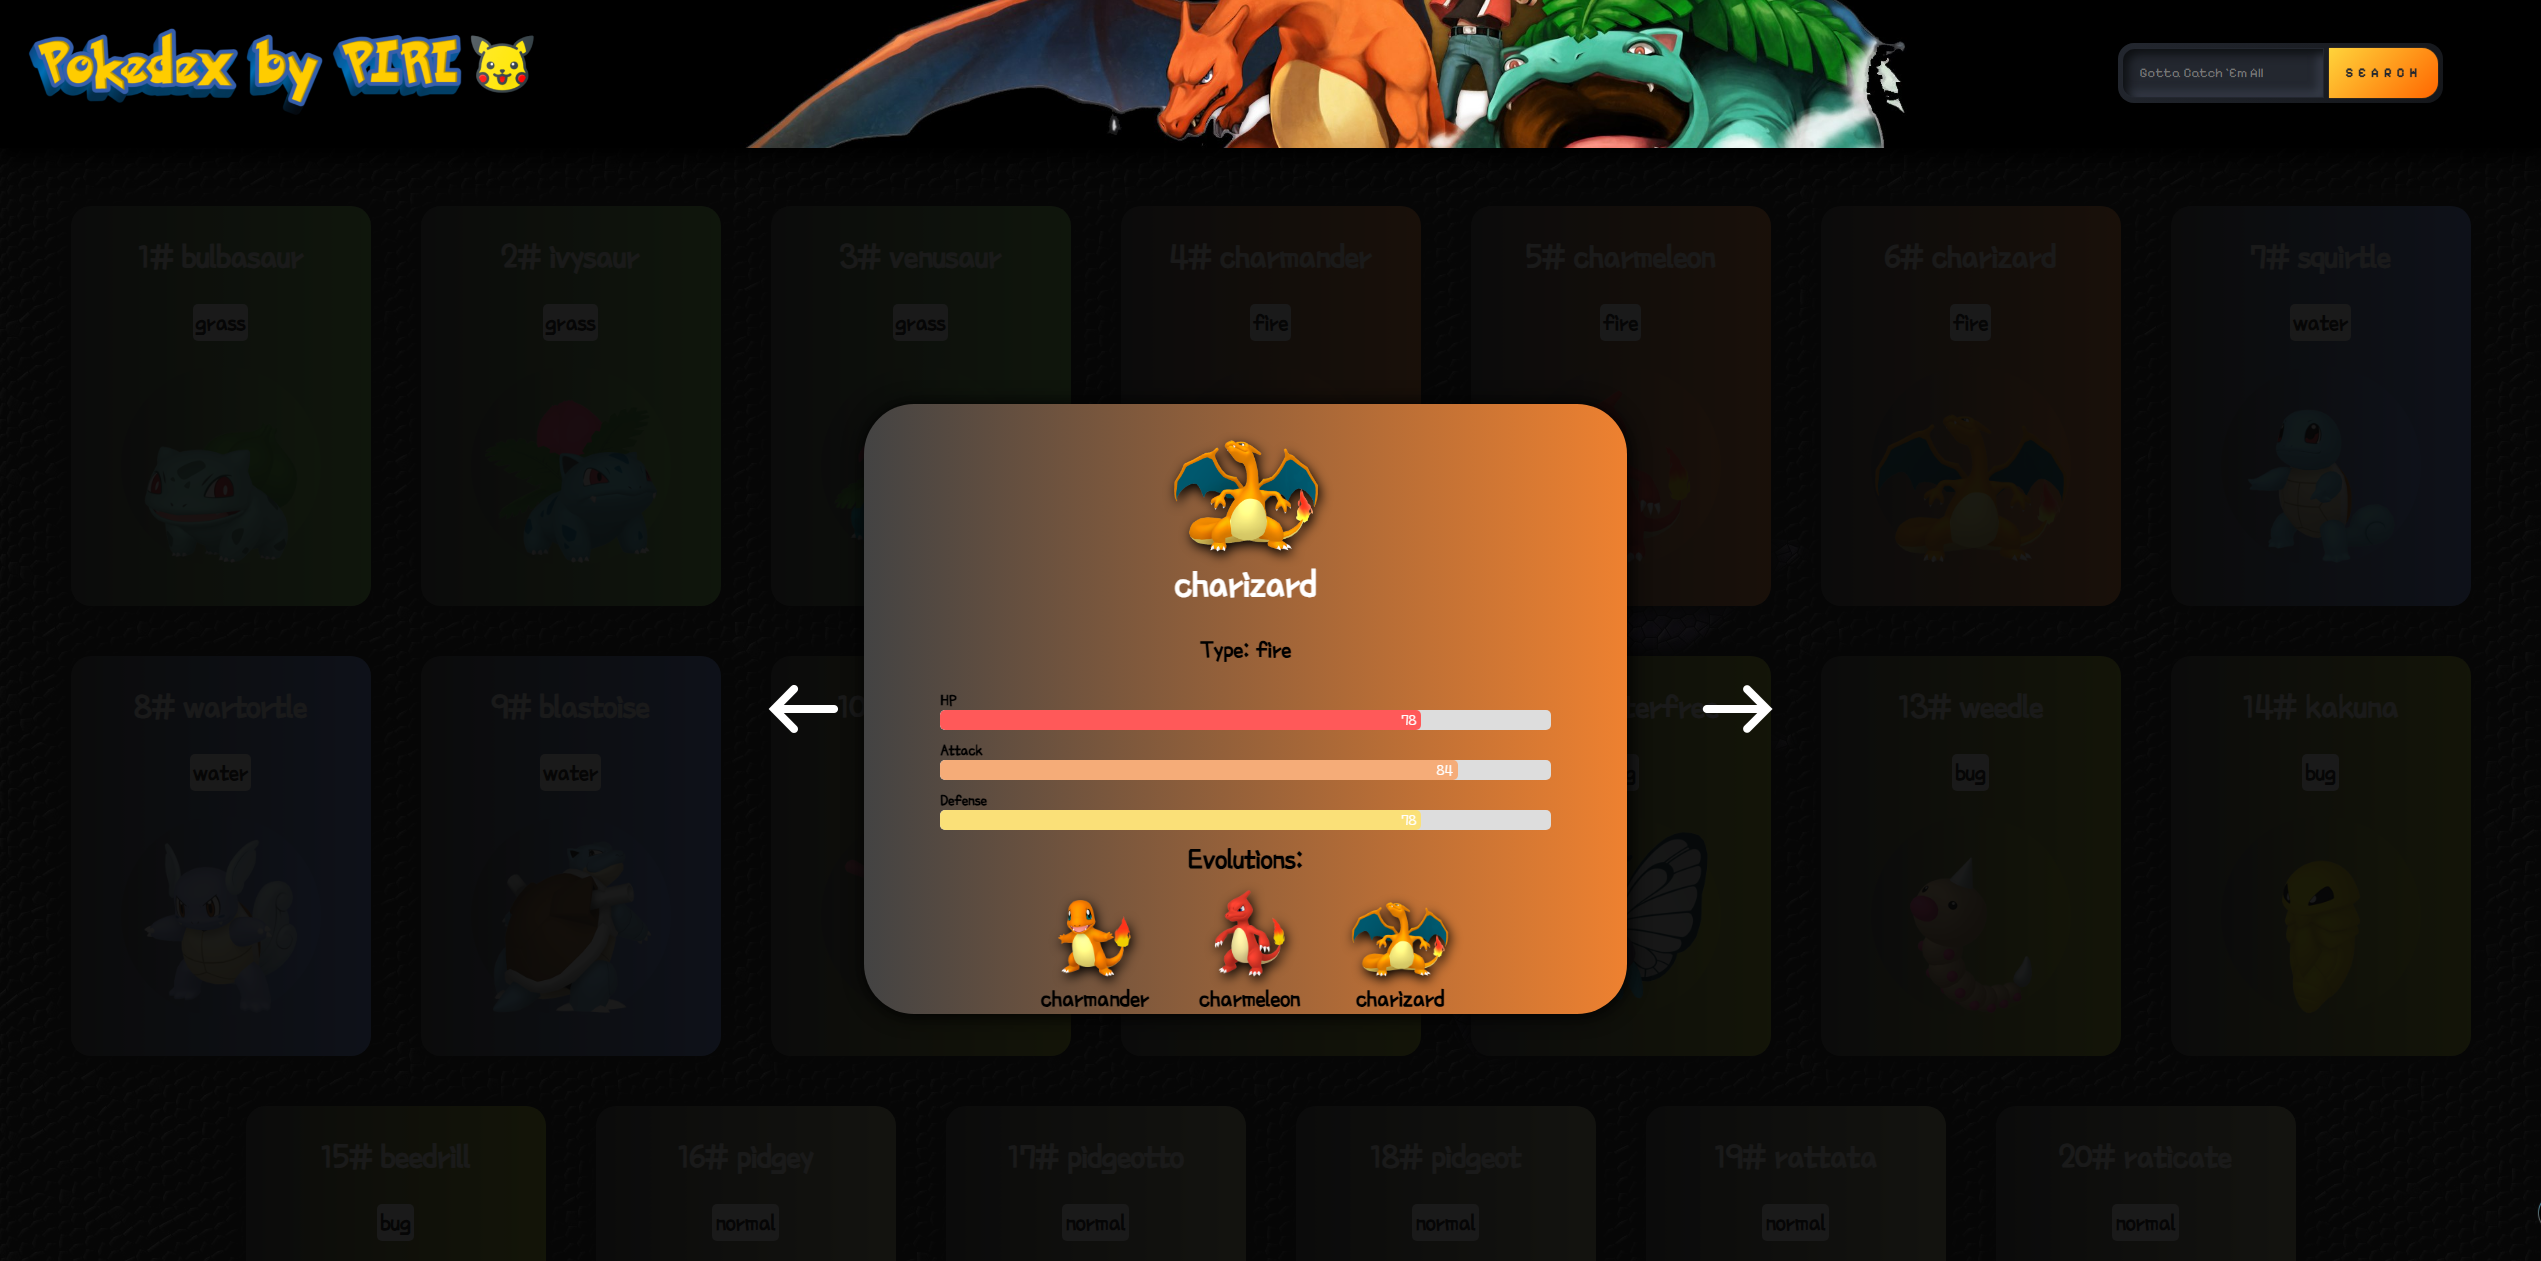 Pokedex by PIRI
Gotta Catch 'Em All
SEARCH
1# bulbasaur
grass
2# ivysaur
grass
3# venusaur
grass
4# charmander
fire
5# charmeleon
fire
6# charizard
fire
7# squirtle
water
charizard
Type: fire
HP
78
Attack
84
Defense
78
Evolutions:
charmander
charmeleon
charizard
8# wartortle
water
9# blastoise
water
10
13# weedle
bug
14# kakuna
bug
15# beedrill
bug
16# pidgey
normal
17# pidgeotto
normal
18# pidgeot
normal
19# rattata
normal
20# raticate
normal